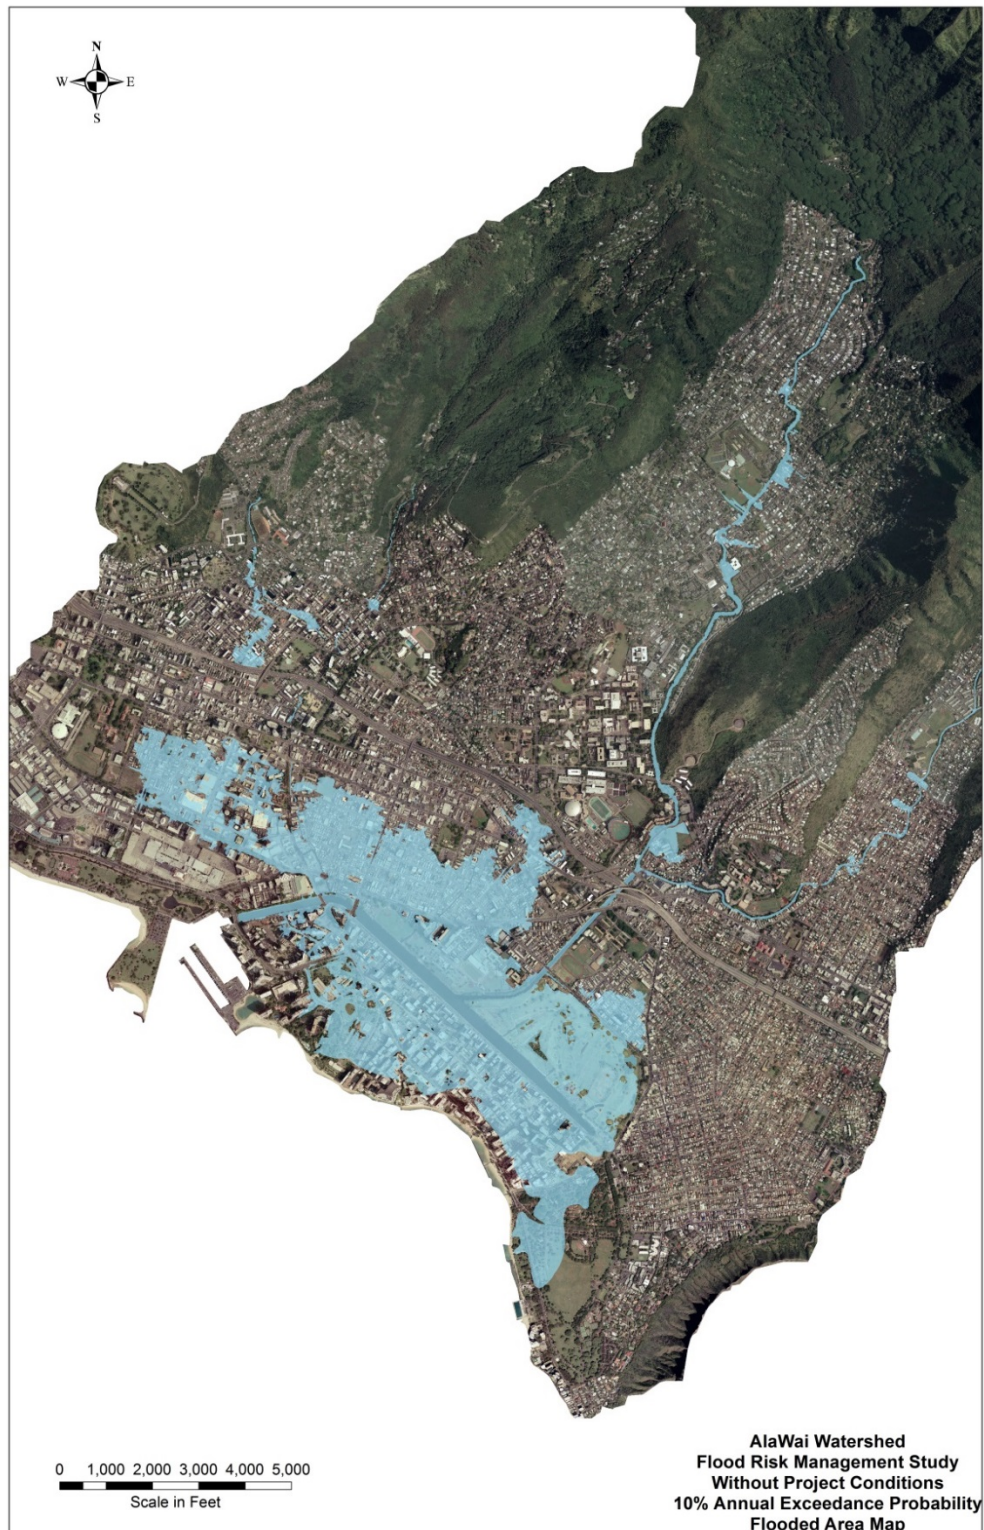 N
W E
S
0 1,000 2,000 3,000 4,000 5,000
Scale in Feet
AlaWai Watershed
Flood Risk Management Study
Without Project Conditions
10% Annual Exceedance Probability
Flooded Area Map